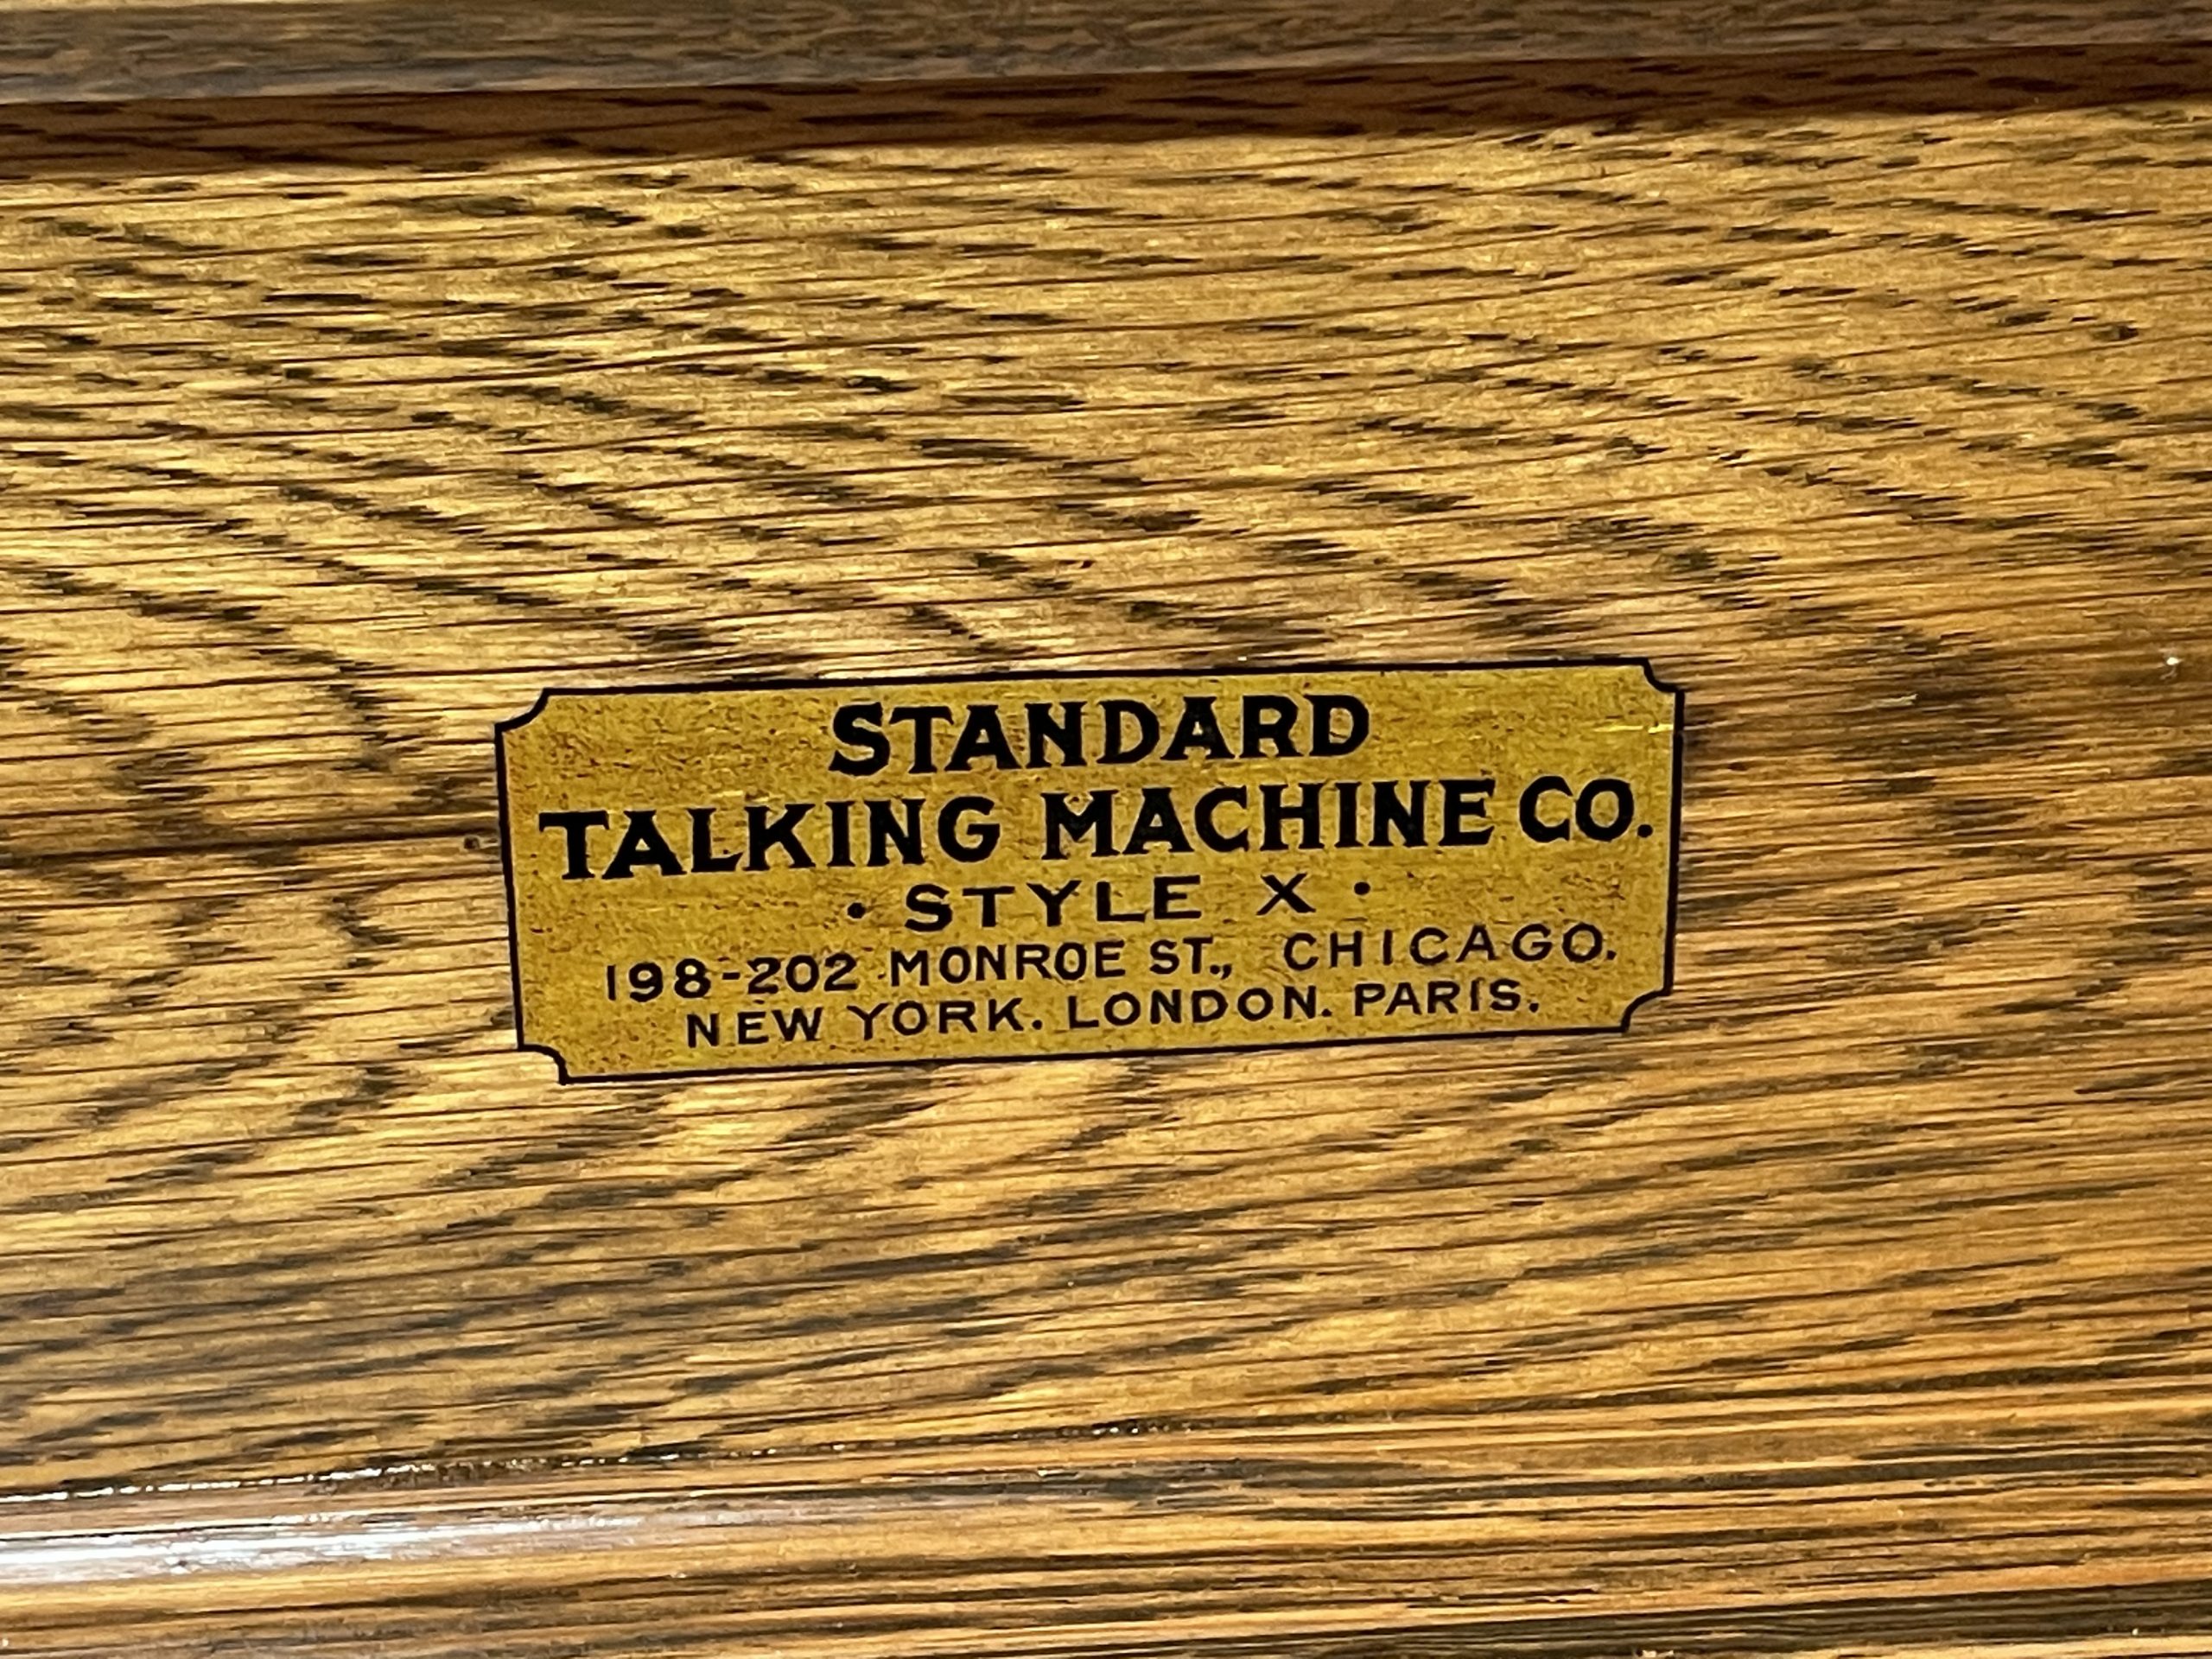 STANDARD
TALKING MACHINE CO.
• STYLE X •
198-202 MONROE ST., CHICAGO.
NEW YORK. LONDON. PARIS.